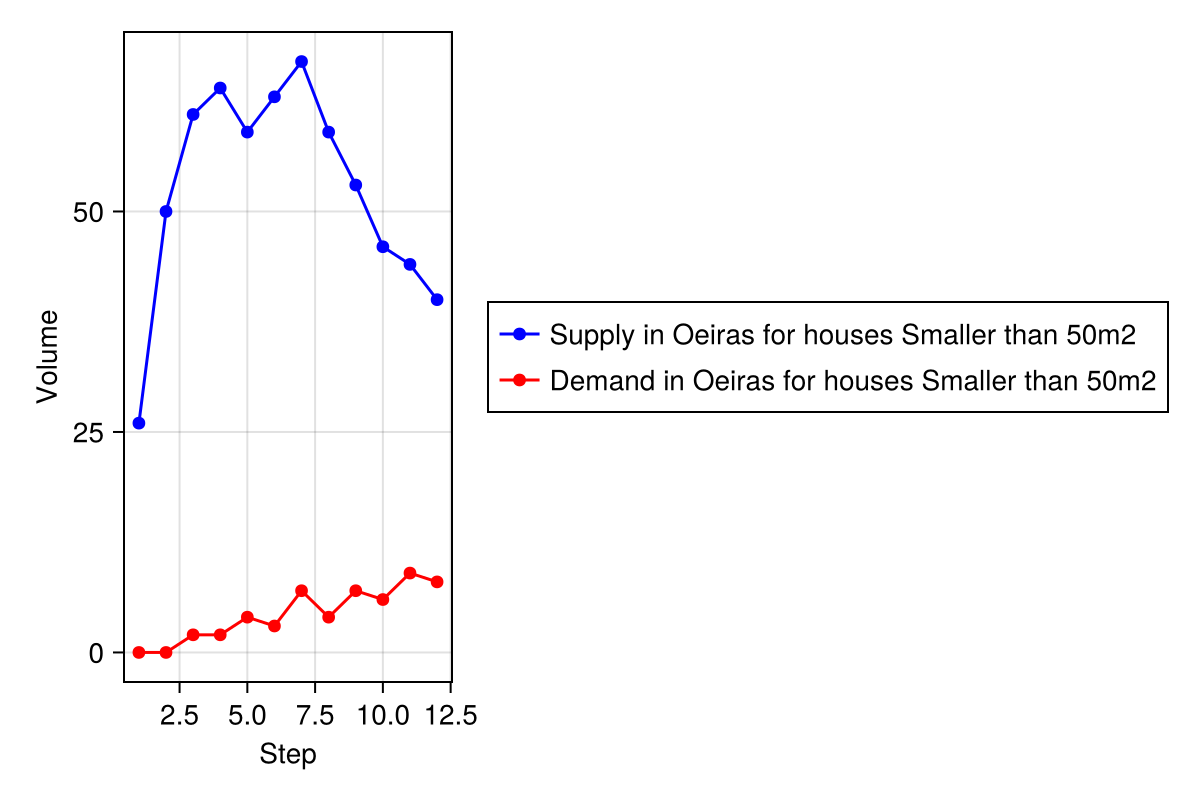 Volume
50
25
0
2.5 5.0 7.5 10.0 12.5
Step
Supply in Oeiras for houses Smaller than 50m2
Demand in Oeiras for houses Smaller than 50m2